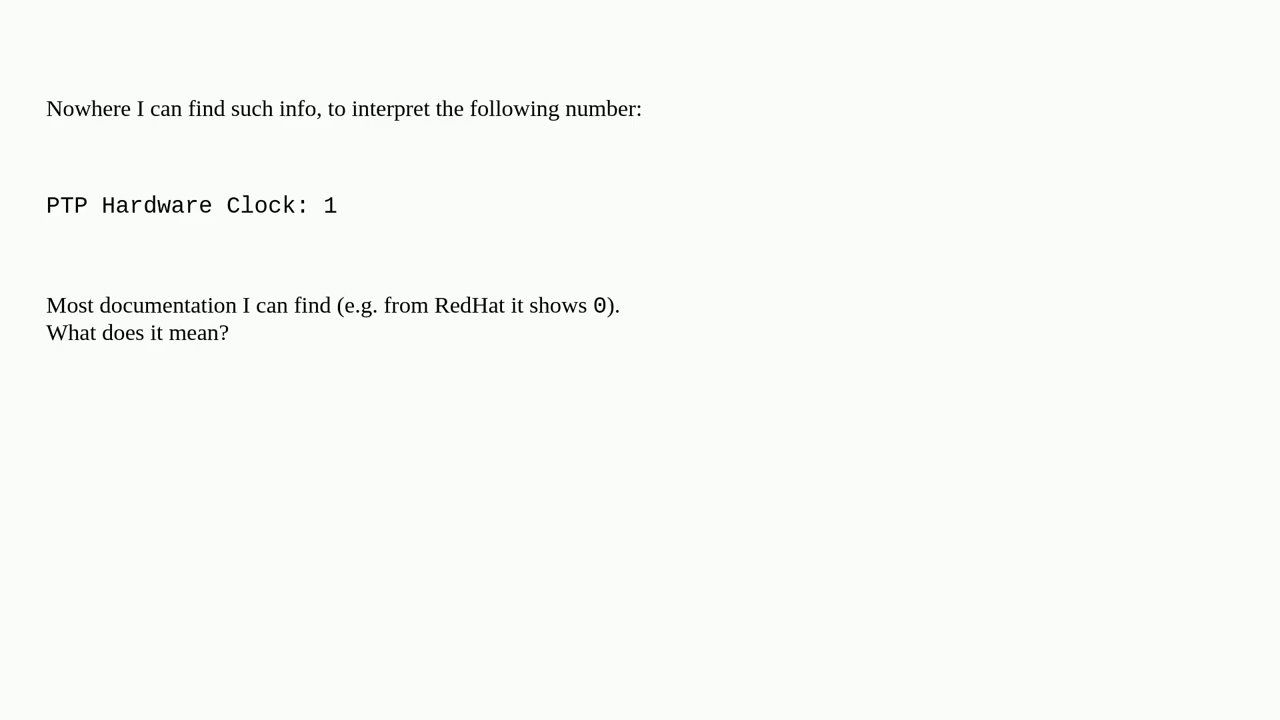 Nowhere I can find such info, to interpret the following number:
PTP Hardware Clock: 1
Most documentation I can find (e.g. from RedHat it shows 0).
What does it mean?